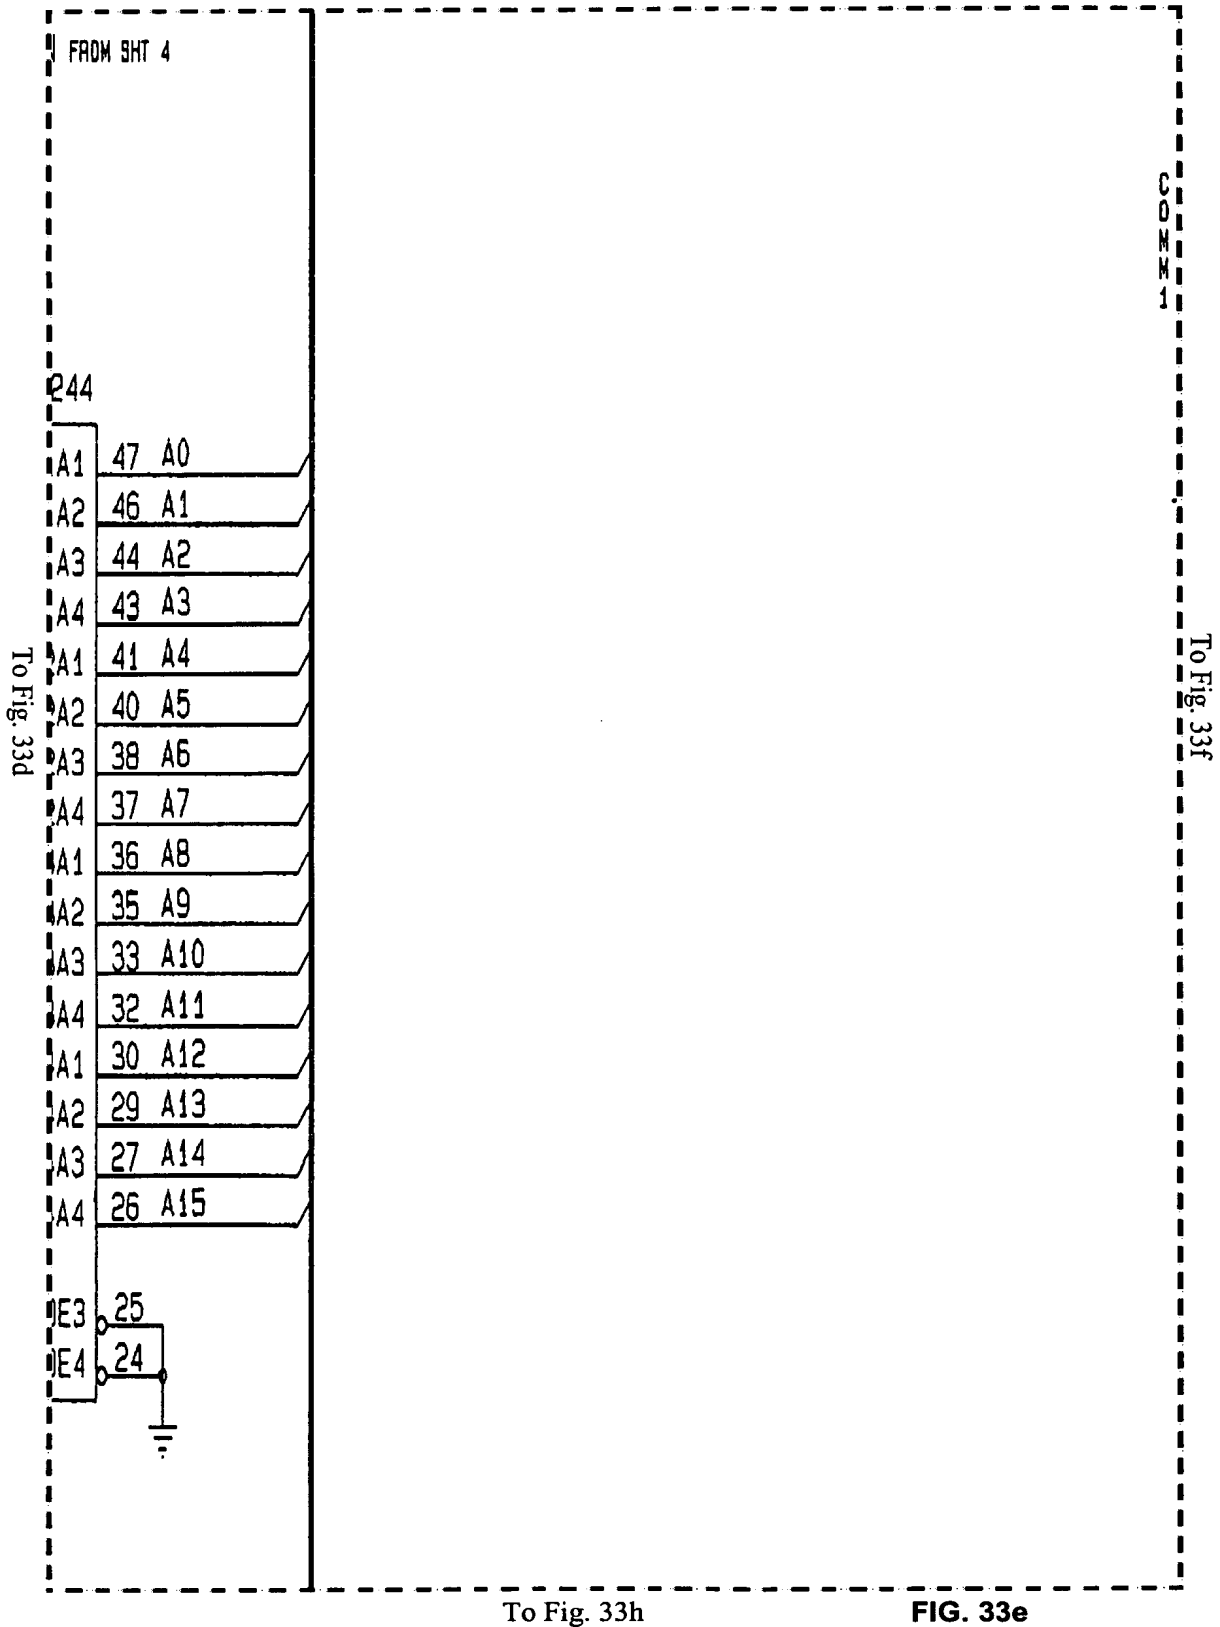 FROM SHT 4
COMM1
244
A1 47 A0
A2 46 A1
A3 44 A2
A4 43 A3
A1 41 A4
A2 40 A5
A3 38 A6
A4 37 A7
A1 36 A8
A2 35 A9
A3 33 A10
A4 32 A11
A1 30 A12
A2 29 A13
A3 27 A14
A4 26 A15
E3 25
E4 24
To Fig. 33d
To Fig. 33f
To Fig. 33h
FIG. 33e